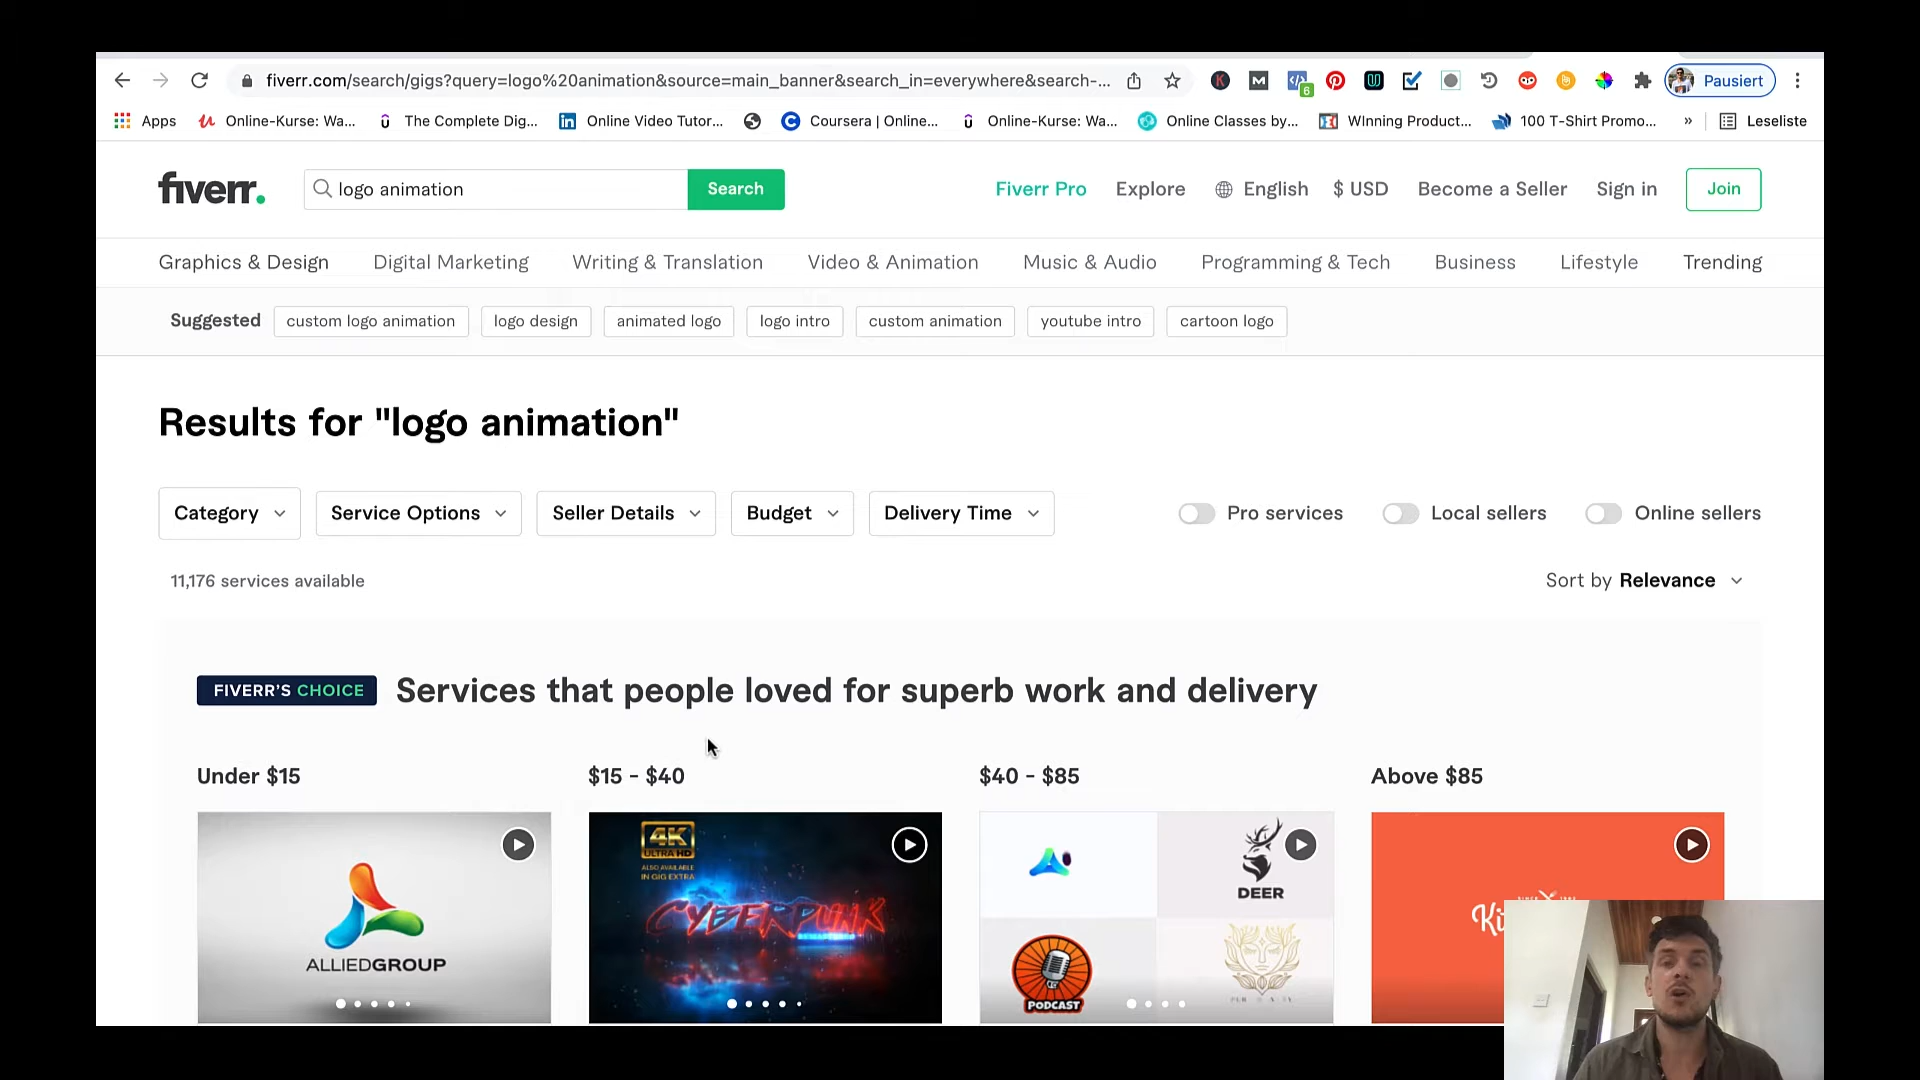 fiverr.com/search/gigs?query=logo%20animation&source=main_banner&search_in=everywhere&search-...
6
Pausiert
Apps
Online-Kurse: Wa...
The Complete Dig...
Online Video Tutor...
Coursera | Online...
Online-Kurse: Wa...
Online Classes by...
WInning Product...
100 T-Shirt Promo...
»
Leseliste
fiverr.
logo animation
Search
Fiverr Pro
Explore
English
$ USD
Become a Seller
Sign in
Join
Graphics & Design
Digital Marketing
Writing & Translation
Video & Animation
Music & Audio
Programming & Tech
Business
Lifestyle
Trending
Suggested
custom logo animation
logo design
animated logo
logo intro
custom animation
youtube intro
cartoon logo
Results for "logo animation"
Category
Service Options
Seller Details
Budget
Delivery Time
Pro services
Local sellers
Online sellers
11,176 services available
Sort by Relevance
FIVERR'S CHOICE
Services that people loved for superb work and delivery
Under $15
$15 - $40
$40 - $85
Above $85
ALLIEDGROUP
4K
ULTRA HD
ALSO AVAILABLE
IN GIG EXTRA
CYBERPUNK
DEER
PODCAST
Ki